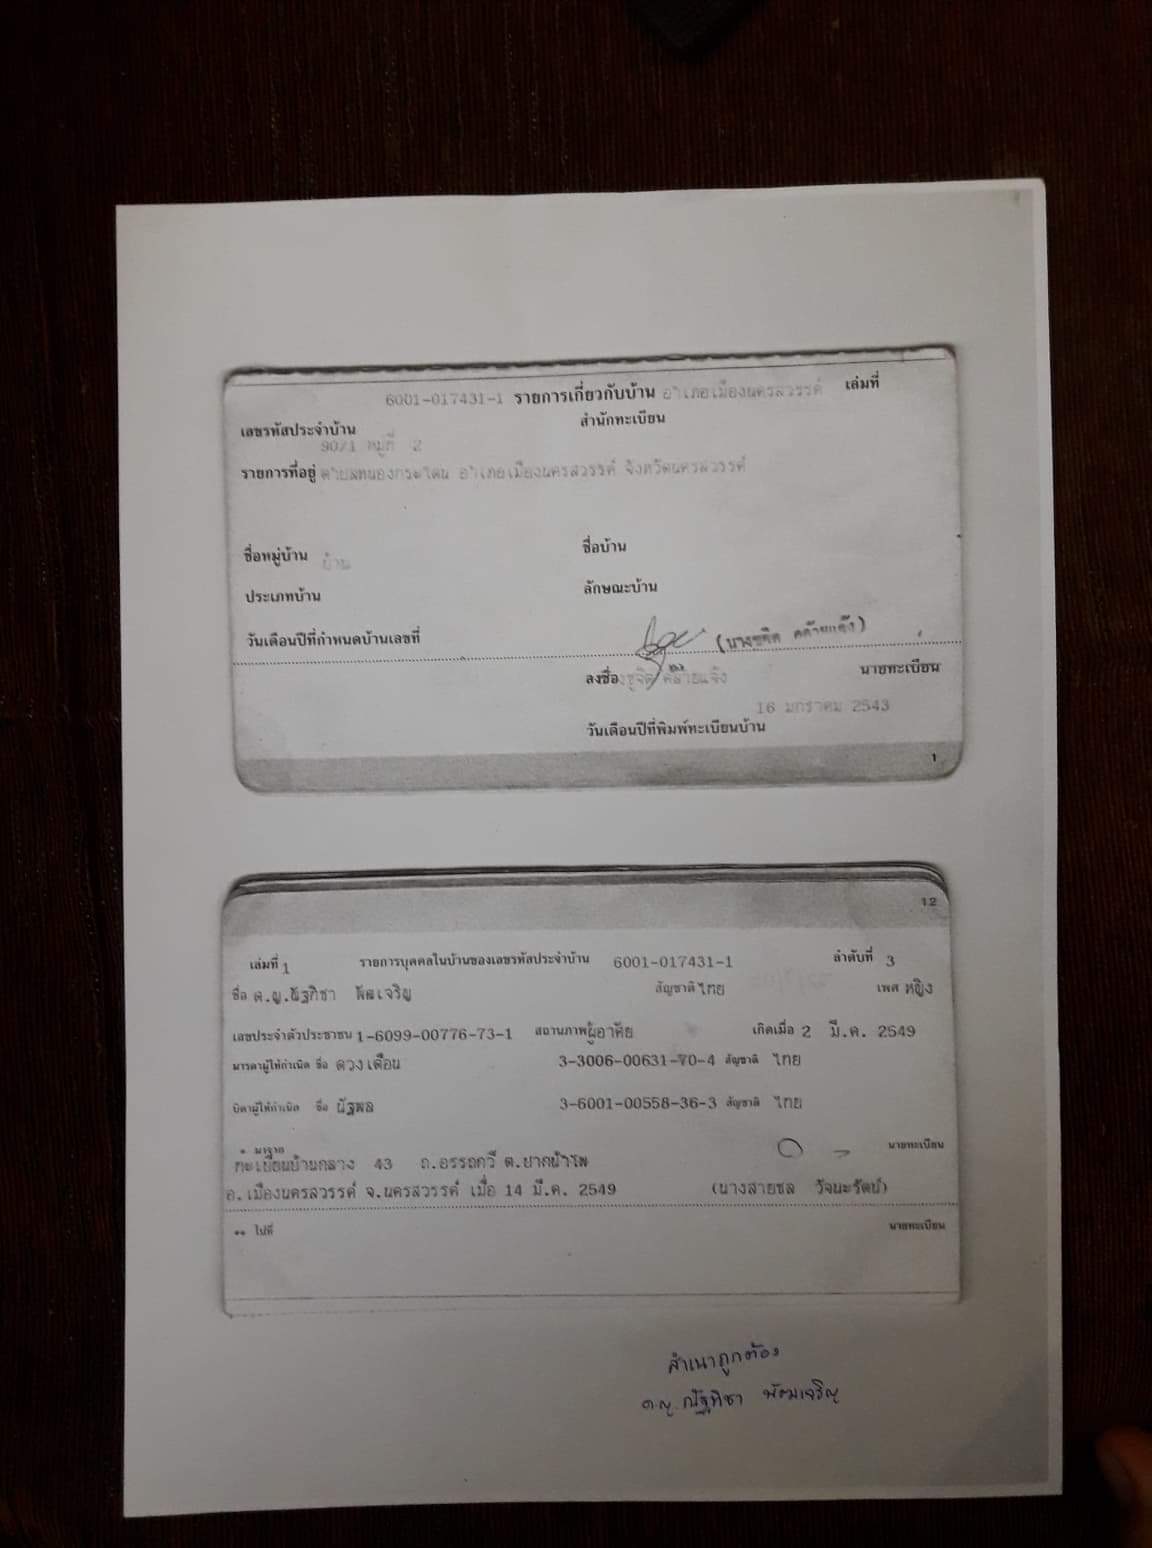 6001-017431-1 รายการเกี่ยวกับบ้าน อำเภอเมืองนครสวรรค์ เล่มที่
เลขรหัสประจำบ้าน สำนักทะเบียน
90/1 หมู่ที่ 2
รายการที่อยู่ ตำบลหนองกระโดน อำเภอเมืองนครสวรรค์ จังหวัดนครสวรรค์
ชื่อหมู่บ้าน ชื่อบ้าน
บ้าน
ประเภทบ้าน ลักษณะบ้าน
วันเดือนปีที่กำหนดบ้านเลขที่
ลงชื่อ นายทะเบียน
16 มกราคม 2543
วันเดือนปีที่พิมพ์ทะเบียนบ้าน
1
12
เล่มที่ 1 รายการบุคคลในบ้านของเลขรหัสประจำบ้าน 6001-017431-1 ลำดับที่ 3
ชื่อ ด.ญ.ณัฐทิชา พัฒเจริญ สัญชาติ ไทย เพศ หญิง
เลขประจำตัวประชาชน 1-6099-00776-73-1 สถานภาพ ผู้อาศัย เกิดเมื่อ 2 มี.ค. 2549
มารดาผู้ให้กำเนิด ชื่อ ดวงเดือน 3-3006-00631-70-4 สัญชาติ ไทย
บิดาผู้ให้กำเนิด ชื่อ นัฐพล 3-6001-00558-36-3 สัญชาติ ไทย
* มาจาก นายทะเบียน
ทะเบียนบ้านกลาง 43 ถ.อรรถกวี ต.ปากน้ำโพ
อ.เมืองนครสวรรค์ จ.นครสวรรค์ เมื่อ 14 มี.ค. 2549 (นางสายชล วัจนะรัตน์)
** ไปที่ นายทะเบียน
สำเนาถูกต้อง
ด.ญ. ณัฐทิชา พัฒเจริญ